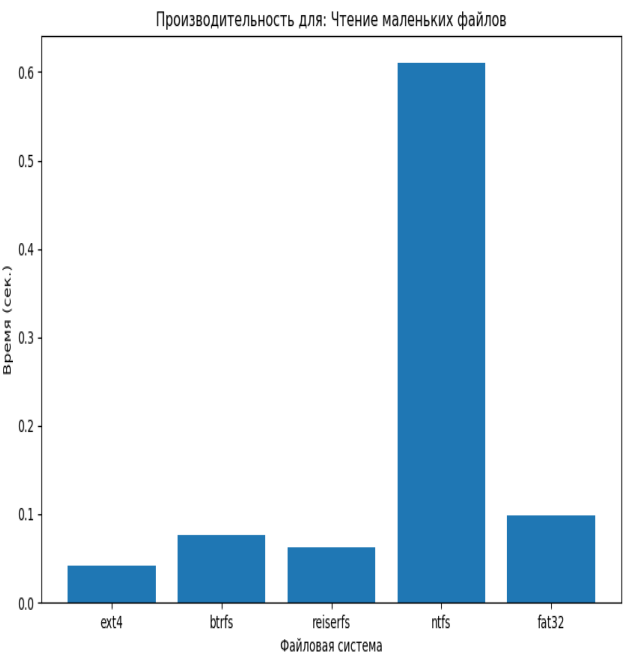 Производительность для: Чтение маленьких файлов
0.6
0.5
0.4
0.3
0.2
0.1
0.0
Время (сек.)
ext4 btrfs reiserfs ntfs fat32
Файловая система